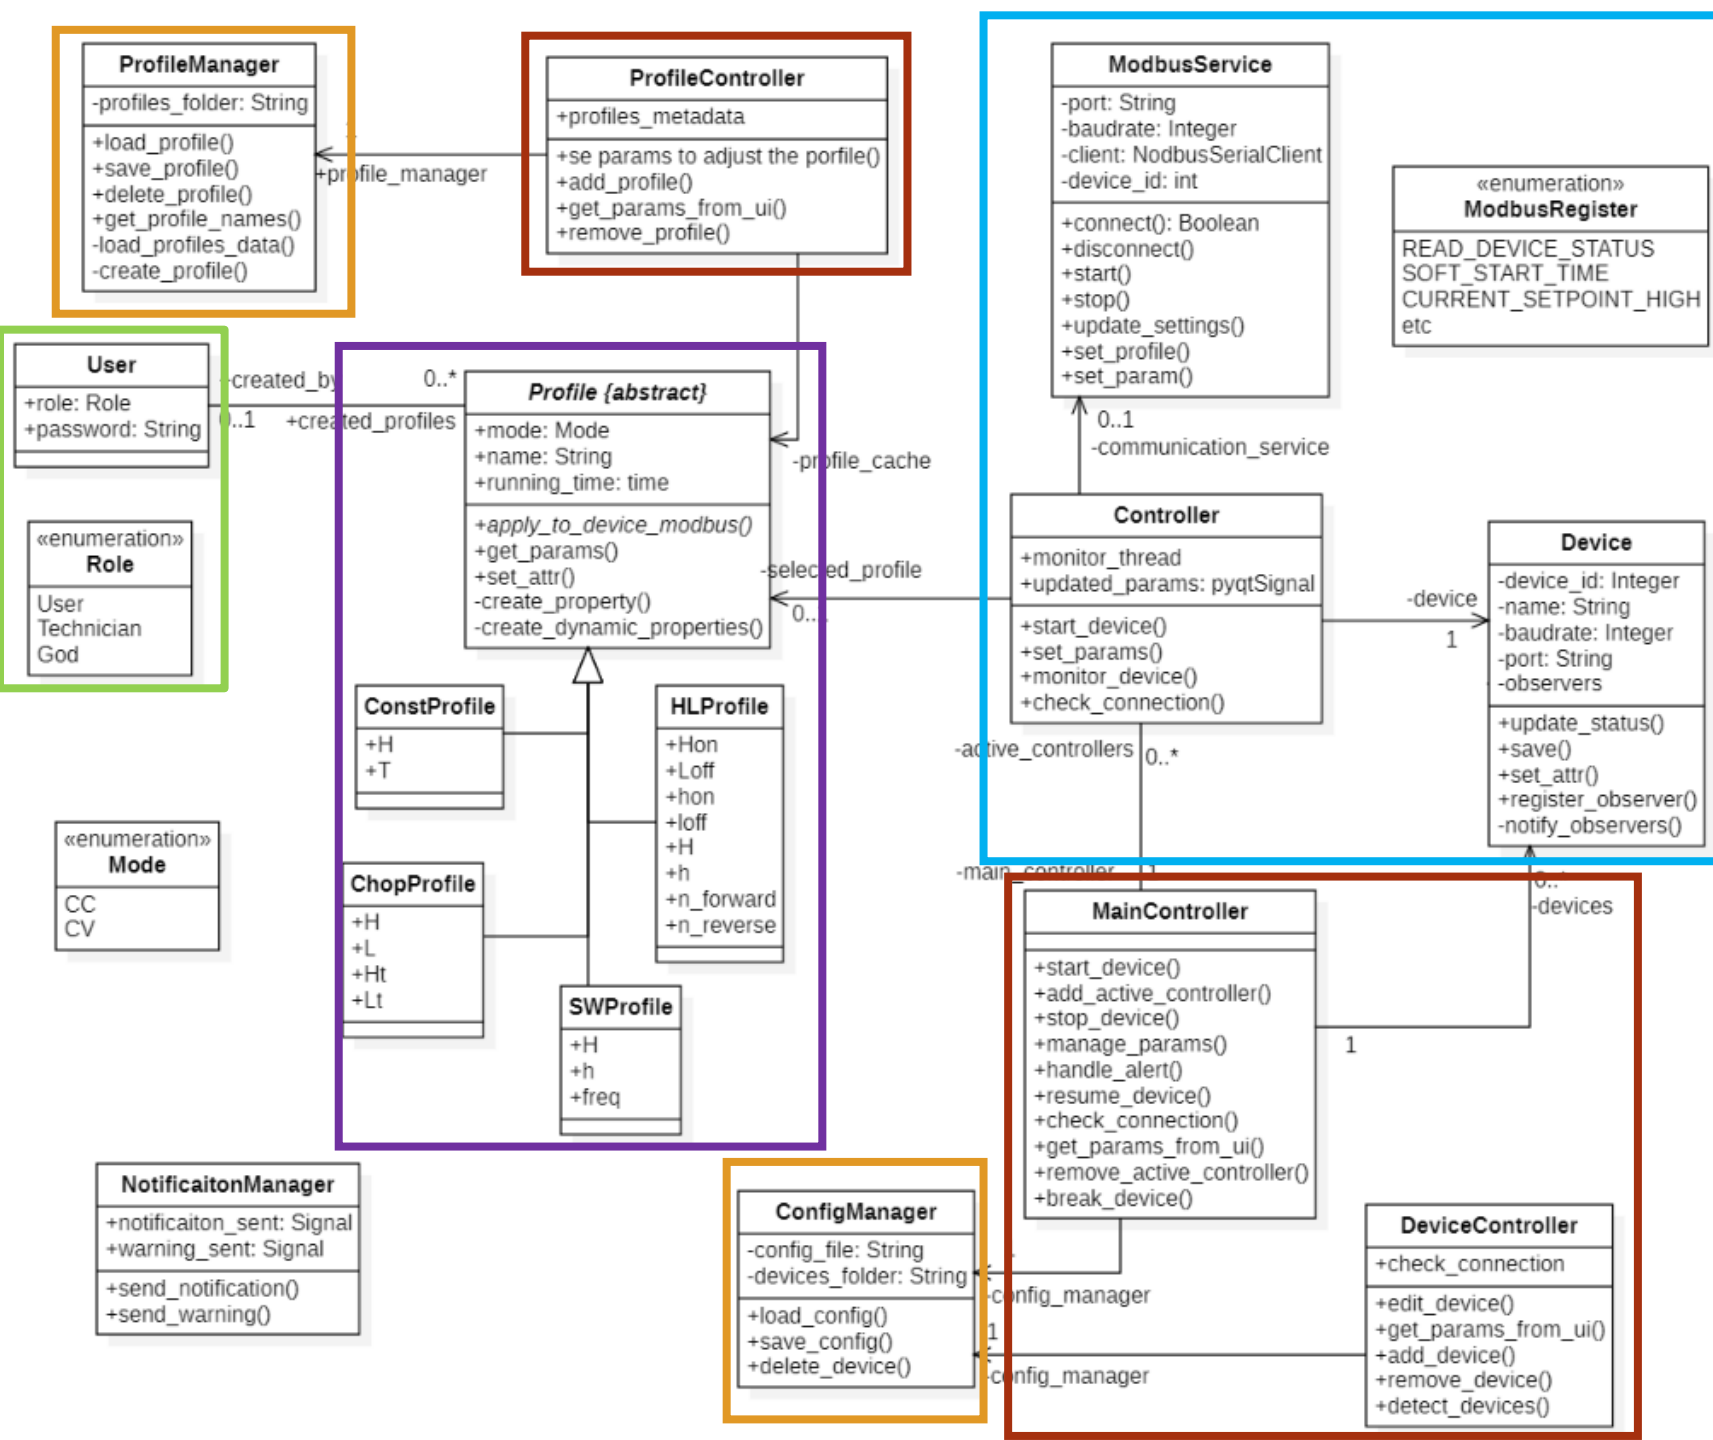 ProfileManager
-profiles_folder: String
+load_profile()
+save_profile()
+delete_profile()
+get_profile_names()
-load_profiles_data()
-create_profile()
+profile_manager
ProfileController
+profiles_metadata
+se params to adjust the porfile()
+add_profile()
+get_params_from_ui()
+remove_profile()
ModbusService
-port: String
-baudrate: Integer
-client: NodbusSerialClient
-device_id: int
+connect(): Boolean
+disconnect()
+start()
+stop()
+update_settings()
+set_profile()
+set_param()
«enumeration»
ModbusRegister
READ_DEVICE_STATUS
SOFT_START_TIME
CURRENT_SETPOINT_HIGH
etc
User
+role: Role
+password: String
+created_by
0..1
0..*
+created_profiles
«enumeration»
Role
User
Technician
God
Profile {abstract}
+mode: Mode
+name: String
+running_time: time
+apply_to_device_modbus()
+get_params()
+set_attr()
-create_property()
-create_dynamic_properties()
-profile_cache
-selected_profile
0..1
0..1
-communication_service
Controller
+monitor_thread
+updated_params: pyqtSignal
+start_device()
+set_params()
+monitor_device()
+check_connection()
-device
1
Device
-device_id: Integer
-name: String
-baudrate: Integer
-port: String
-observers
+update_status()
+save()
+set_attr()
+register_observer()
-notify_observers()
ConstProfile
+H
+T
HLProfile
+Hon
+Loff
+hon
+loff
+H
+h
+n_forward
+n_reverse
ChopProfile
+H
+L
+Ht
+Lt
SWProfile
+H
+h
+freq
«enumeration»
Mode
CC
CV
-active_controllers
0..*
-main_controller
1
-devices
MainController
+start_device()
+add_active_controller()
+stop_device()
+manage_params()
+handle_alert()
+resume_device()
+check_connection()
+get_params_from_ui()
+remove_active_controller()
+break_device()
1
NotificaitonManager
+notificaiton_sent: Signal
+warning_sent: Signal
+send_notification()
+send_warning()
ConfigManager
-config_file: String
-devices_folder: String
+load_config()
+save_config()
+delete_device()
-config_manager
1
-config_manager
DeviceController
+check_connection
+edit_device()
+get_params_from_ui()
+add_device()
+remove_device()
+detect_devices()